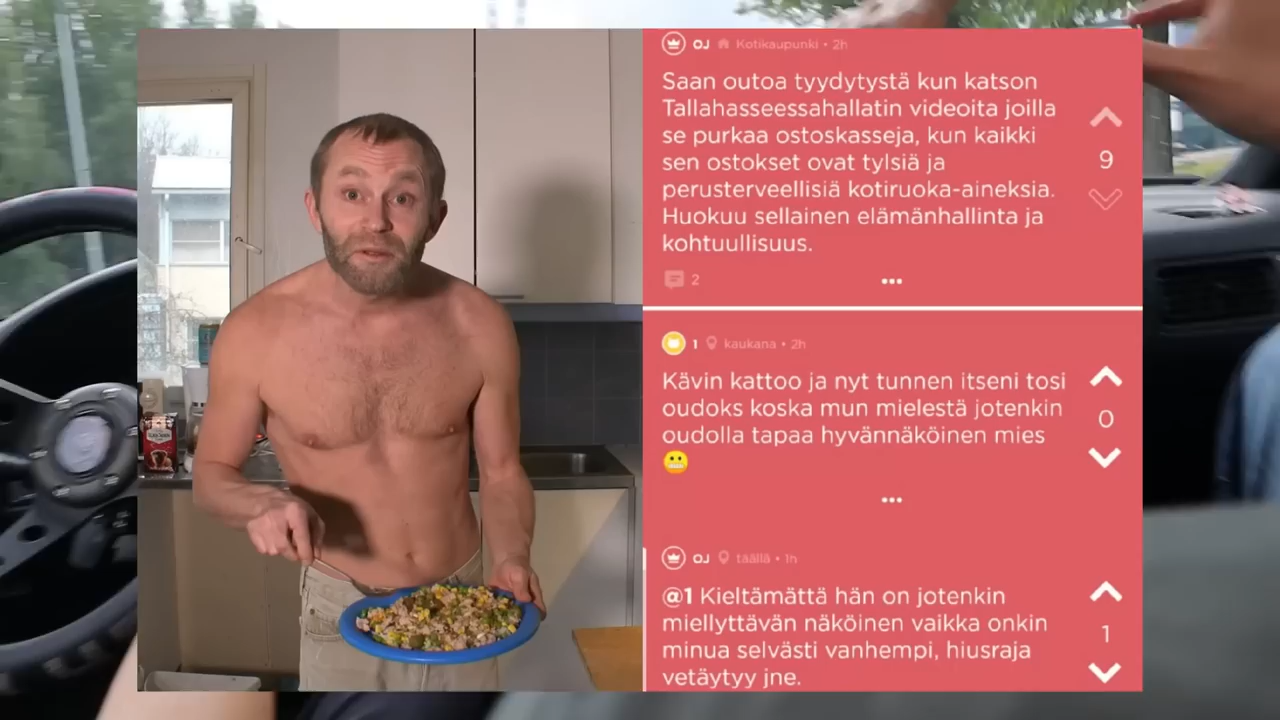 OJ Kotikaupunki • 2h
Saan outoa tyydytystä kun katson
Tallahasseessahallatin videoita joilla
se purkaa ostoskasseja, kun kaikki
sen ostokset ovat tylsiä ja
perusterveellisiä kotiruoka-aineksia.
Huokuu sellainen elämänhallinta ja
kohtuullisuus.
9
2
1 kaukana • 2h
Kävin kattoo ja nyt tunnen itseni tosi
oudoks koska mun mielestä jotenkin
oudolla tapaa hyvännäköinen mies
😬
0
OJ täällä • 1h
@1 Kieltämättä hän on jotenkin
miellyttävän näköinen vaikka onkin
minua selvästi vanhempi, hiusraja
vetäytyy jne.
1